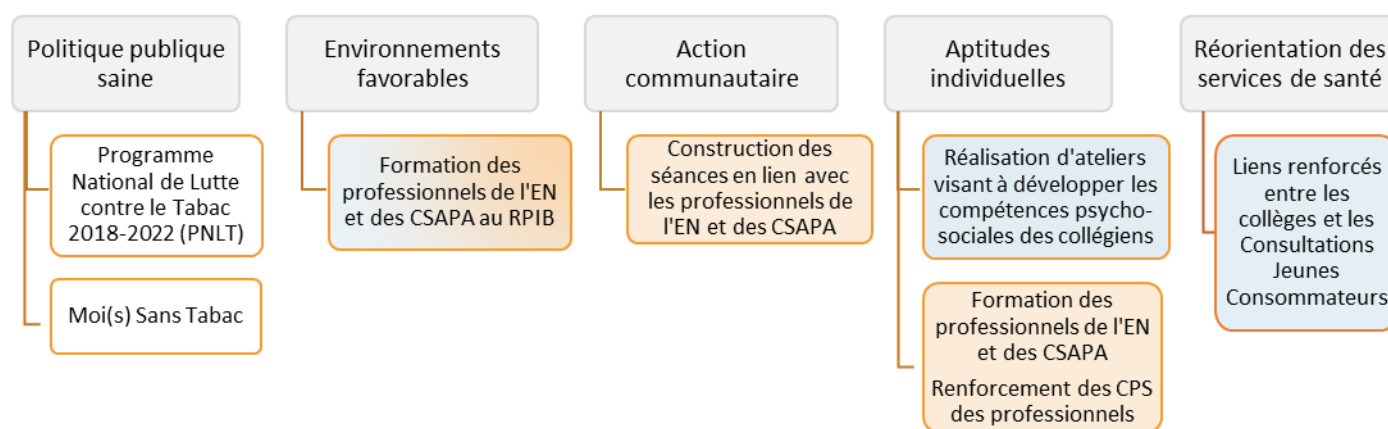 Politique publique
saine
Programme
National de Lutte
contre le Tabac
2018-2022 (PNLT)
Moi(s) Sans Tabac
Environnements
favorables
Formation des
professionnels de l'EN
et des CSAPA au RPIB
Action
communautaire
Construction des
séances en lien avec
les professionnels de
l'EN et des CSAPA
Aptitudes
individuelles
Réalisation d'ateliers
visant à développer les
compétences psycho-
sociales des collégiens
Formation des
professionnels de l'EN
et des CSAPA
Renforcement des CPS
des professionnels
Réorientation des
services de santé
Liens renforcés
entre les
collèges et les
Consultations
Jeunes
Consommateurs